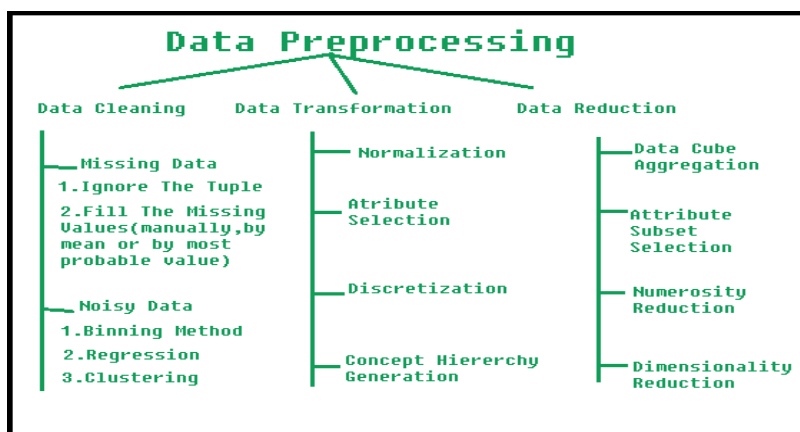 Data Preprocessing
Data Cleaning
Missing Data
1.Ignore The Tuple
2.Fill The Missing
Values(manually,by
mean or by most
probable value)
Noisy Data
1.Binning Method
2.Regression
3.Clustering
Data Transformation
Normalization
Atribute
Selection
Discretization
Concept Hiererchy
Generation
Data Reduction
Data Cube
Aggregation
Attribute
Subset
Selection
Numerosity
Reduction
Dimensionality
Reduction